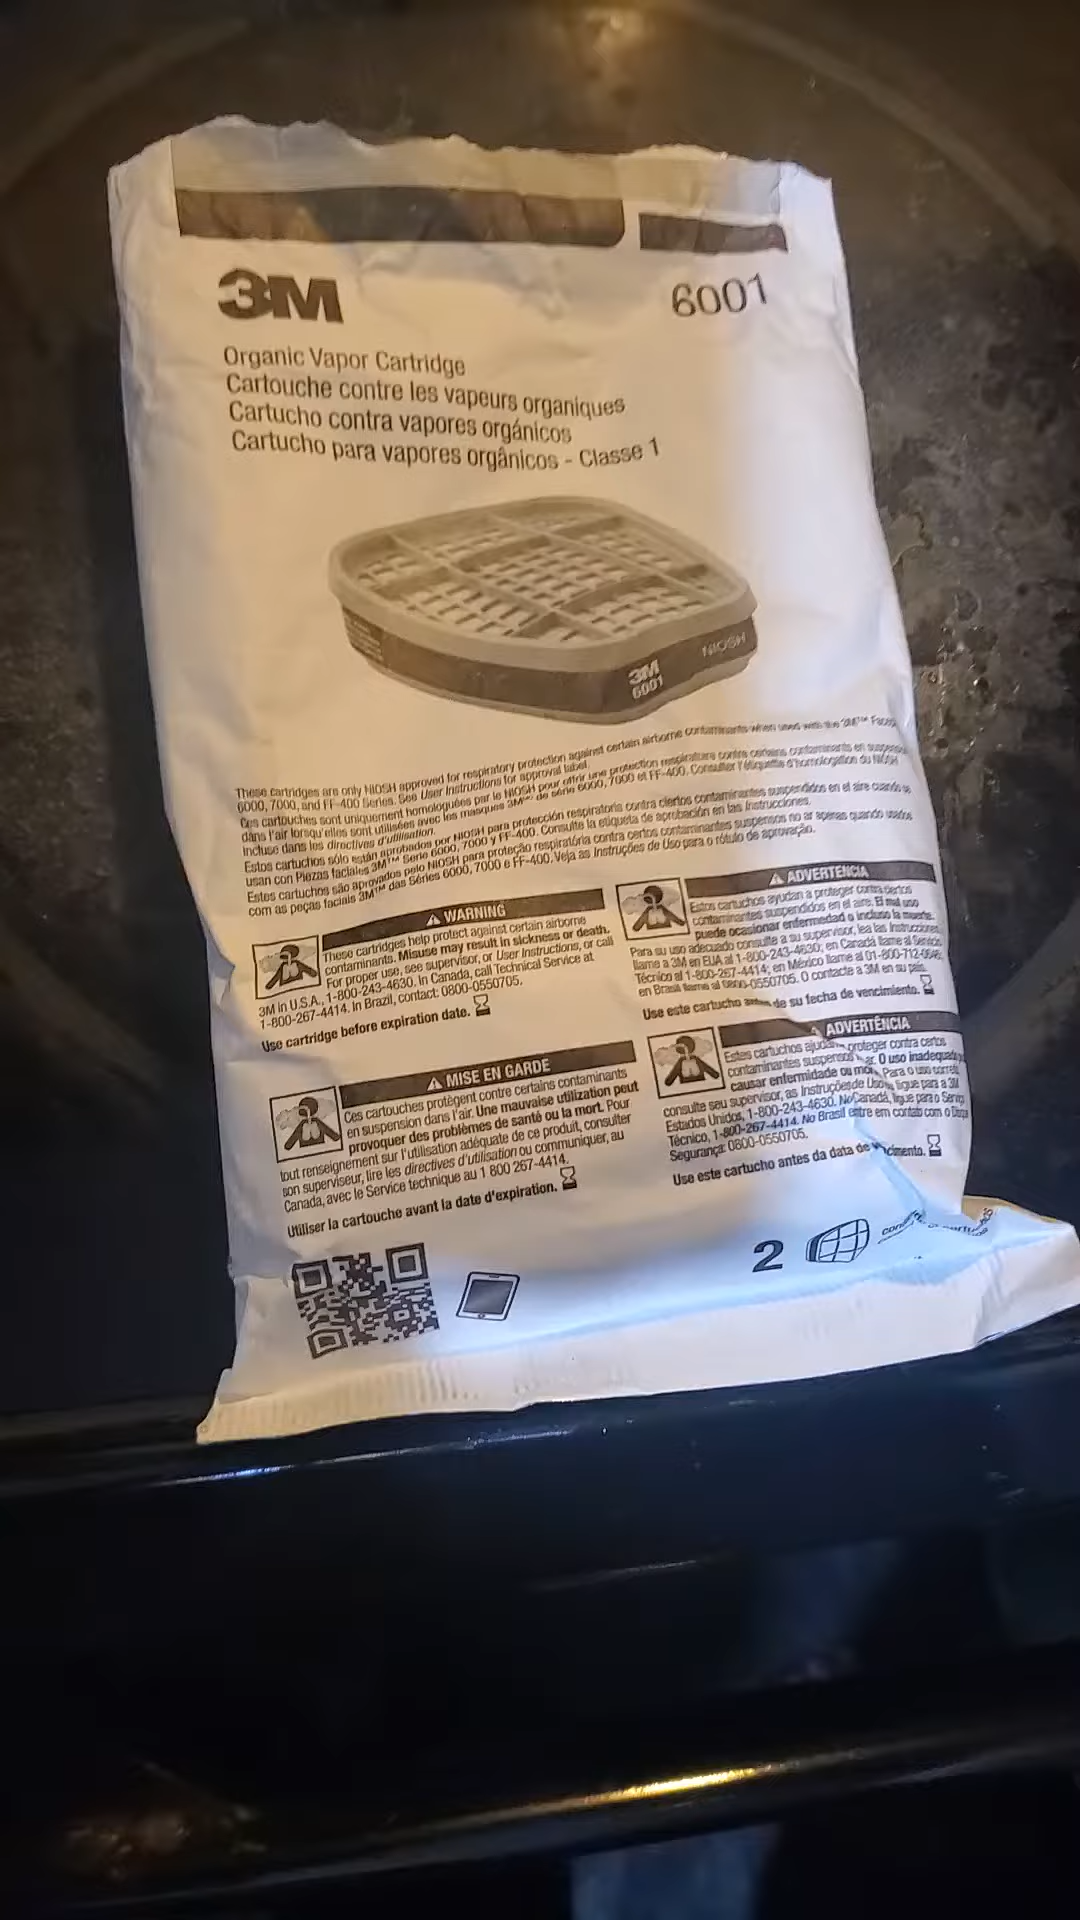 3M
6001
Organic Vapor Cartridge
Cartouche contre les vapeurs organiques
Cartucho contra vapores orgánicos
Cartucho para vapores orgânicos - Classe 1
NIOSH
3M
6001
These cartridges are only NIOSH approved for respiratory protection against certain airborne contaminants when used with the 3M™
6000, 7000, and FF-400 Series. See User Instructions for approval label.
Ces cartouches sont uniquement homologuées par le NIOSH pour offrir une protection respiratoire contre certains contaminants en
dans l'air lorsqu'elles sont utilisées avec les masques 3M™ de série 6000, 7000 et FF-400. Consulter l'étiquette d'homologation du NIOSH
incluse dans les directives d'utilisation.
Estos cartuchos sólo están aprobados por NIOSH para protección respiratoria contra ciertos contaminantes suspendidos en el aire cuando se
usan con Piezas faciales 3M™ Serie 6000, 7000 y FF-400. Consulte la etiqueta de aprobación en las Instrucciones.
Estes cartuchos são aprovados pelo NIOSH para proteção respiratória contra certos contaminantes suspensos no ar apenas quando usados
com as peças faciais 3M™ das Séries 6000, 7000 e FF-400. Veja as Instruções de Uso para o rótulo de aprovação.
WARNING
These cartridges help protect against certain airborne
contaminants. Misuse may result in sickness or death.
For proper use, see supervisor, or User Instructions, or call
3M in U.S.A., 1-800-243-4630. In Canada, call Technical Service at
1-800-267-4414. In Brazil, contact: 0800-0550705.
Use cartridge before expiration date.
MISE EN GARDE
Ces cartouches protègent contre certains contaminants
en suspension dans l'air. Une mauvaise utilisation peut
provoquer des problèmes de santé ou la mort. Pour
tout renseignement sur l'utilisation adéquate de ce produit, consulter
son superviseur, lire les directives d'utilisation ou communiquer, au
Canada, avec le Service technique au 1 800 267-4414.
Utiliser la cartouche avant la date d'expiration.
ADVERTENCIA
Estos cartuchos ayudan a proteger contra ciertos
contaminantes suspendidos en el aire. El mal uso
puede ocasionar enfermedad o incluso la muerte.
Para su uso adecuado consulte a su supervisor, lea las Instrucciones
llame a 3M en EUA al 1-800-243-4630; en Canadá llame al Servicio
Técnico al 1-800-267-4414; en México llame al 01-800-712-0646;
en Brasil llame al 0800-0550705. O contacte a 3M en su país.
Use este cartucho antes de su fecha de vencimiento.
ADVERTÊNCIA
Estes cartuchos ajudam proteger contra certos
contaminantes suspensos ar. O uso inadequado
causar enfermidade ou Para o uso correto,
consulte seu supervisor, as Instruções de Uso ligue para a 3M
Estados Unidos, 1-800-243-4630. No Canadá, ligue para o Serviço
Técnico, 1-800-267-4414. No Brasil entre em contato com o Disque
Segurança: 0800-0550705.
Use este cartucho antes da data de vencimento.
2